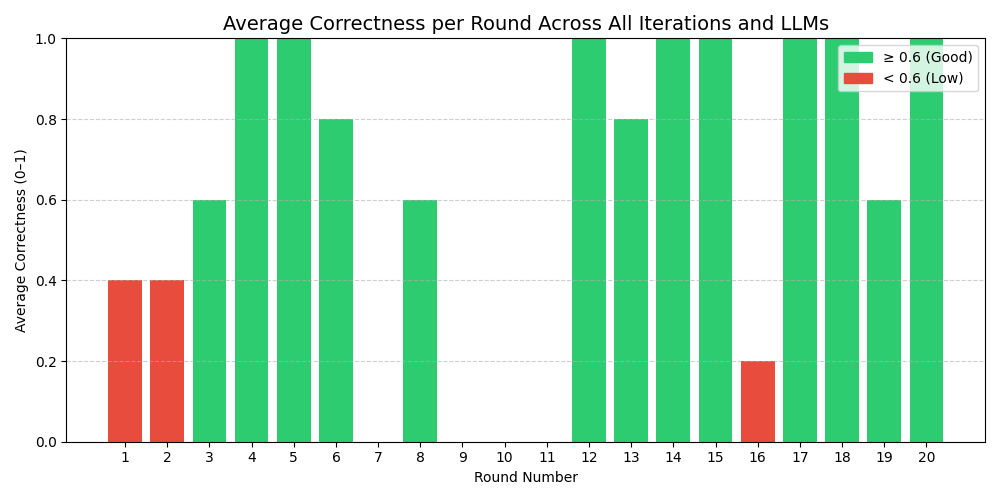 Average Correctness per Round Across All Iterations and LLMs
1.0
≥ 0.6 (Good)
< 0.6 (Low)
0.8
0.6
0.4
0.2
0.0
Average Correctness (0–1)
1 2 3 4 5 6 7 8 9 10 11 12 13 14 15 16 17 18 19 20
Round Number